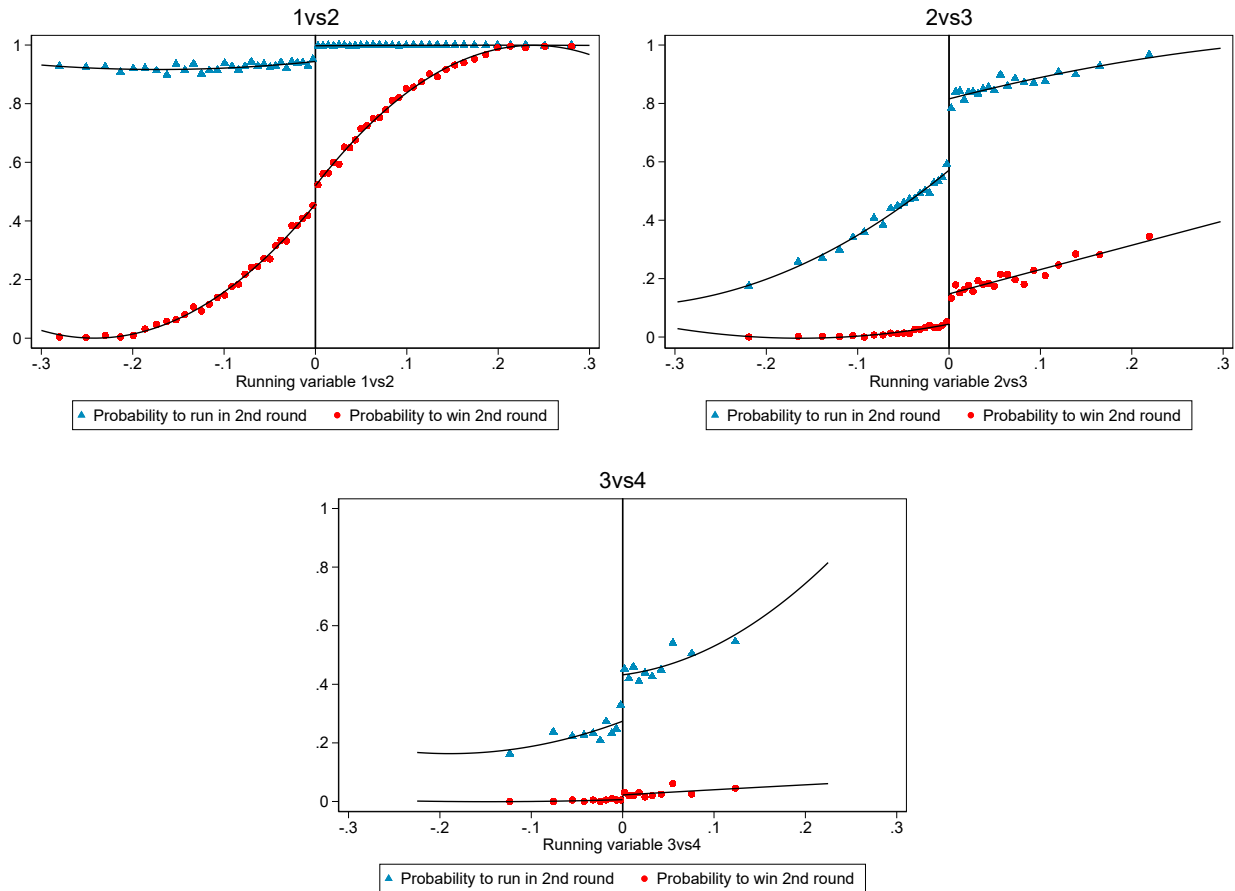 1vs2
1
.8
.6
.4
.2
0
-.3 -.2 -.1 0 .1 .2 .3
Running variable 1vs2
Probability to run in 2nd round Probability to win 2nd round
2vs3
1
.8
.6
.4
.2
0
-.3 -.2 -.1 0 .1 .2 .3
Running variable 2vs3
Probability to run in 2nd round Probability to win 2nd round
3vs4
1
.8
.6
.4
.2
0
-.3 -.2 -.1 0 .1 .2 .3
Running variable 3vs4
Probability to run in 2nd round Probability to win 2nd round